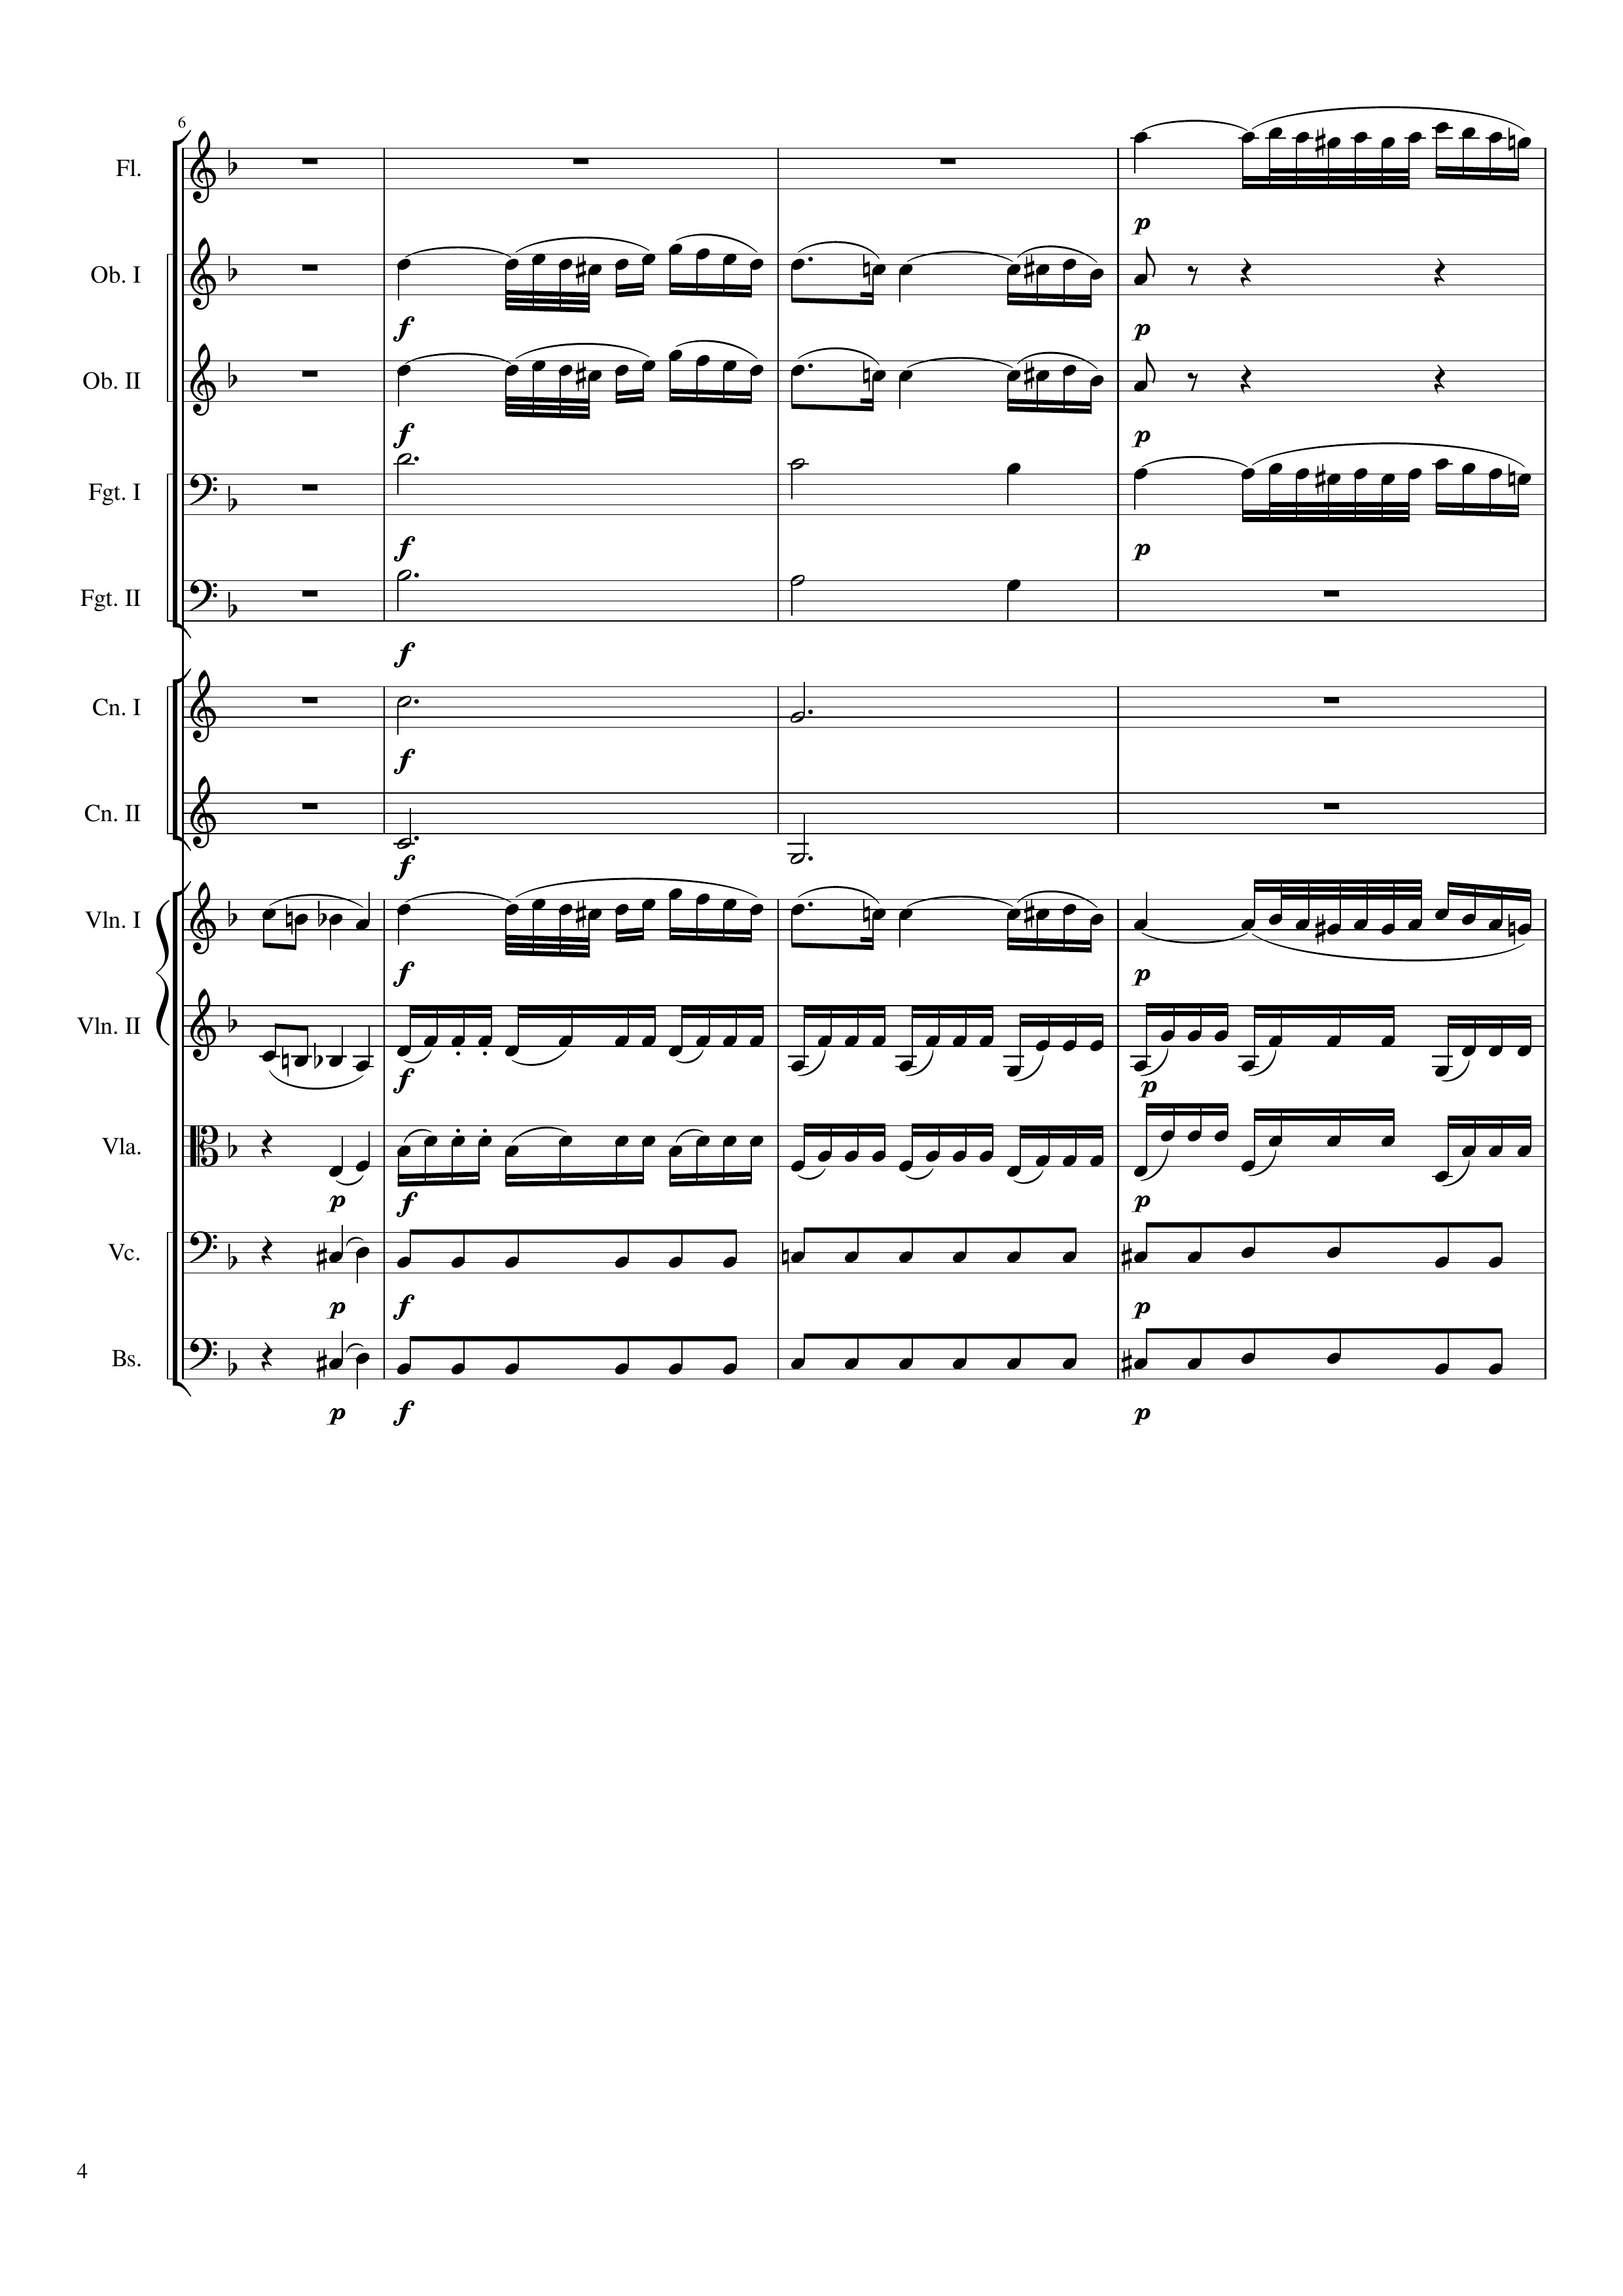 6
Fl.
p
Ob. I
f p
Ob. II
f p
Fgt. I
f p
Fgt. II
f
Cn. I
f
Cn. II
f
Vln. I
f p
Vln. II
f p
Vla.
p f p
Vc.
p f p
Bs.
p f p
4